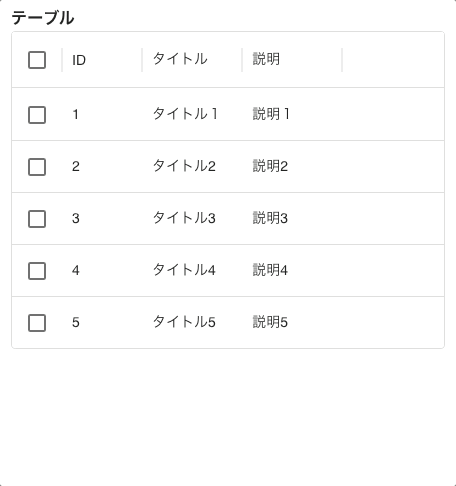 テーブル
ID タイトル 説明
1 タイトル１ 説明１
2 タイトル2 説明2
3 タイトル3 説明3
4 タイトル4 説明4
5 タイトル5 説明5